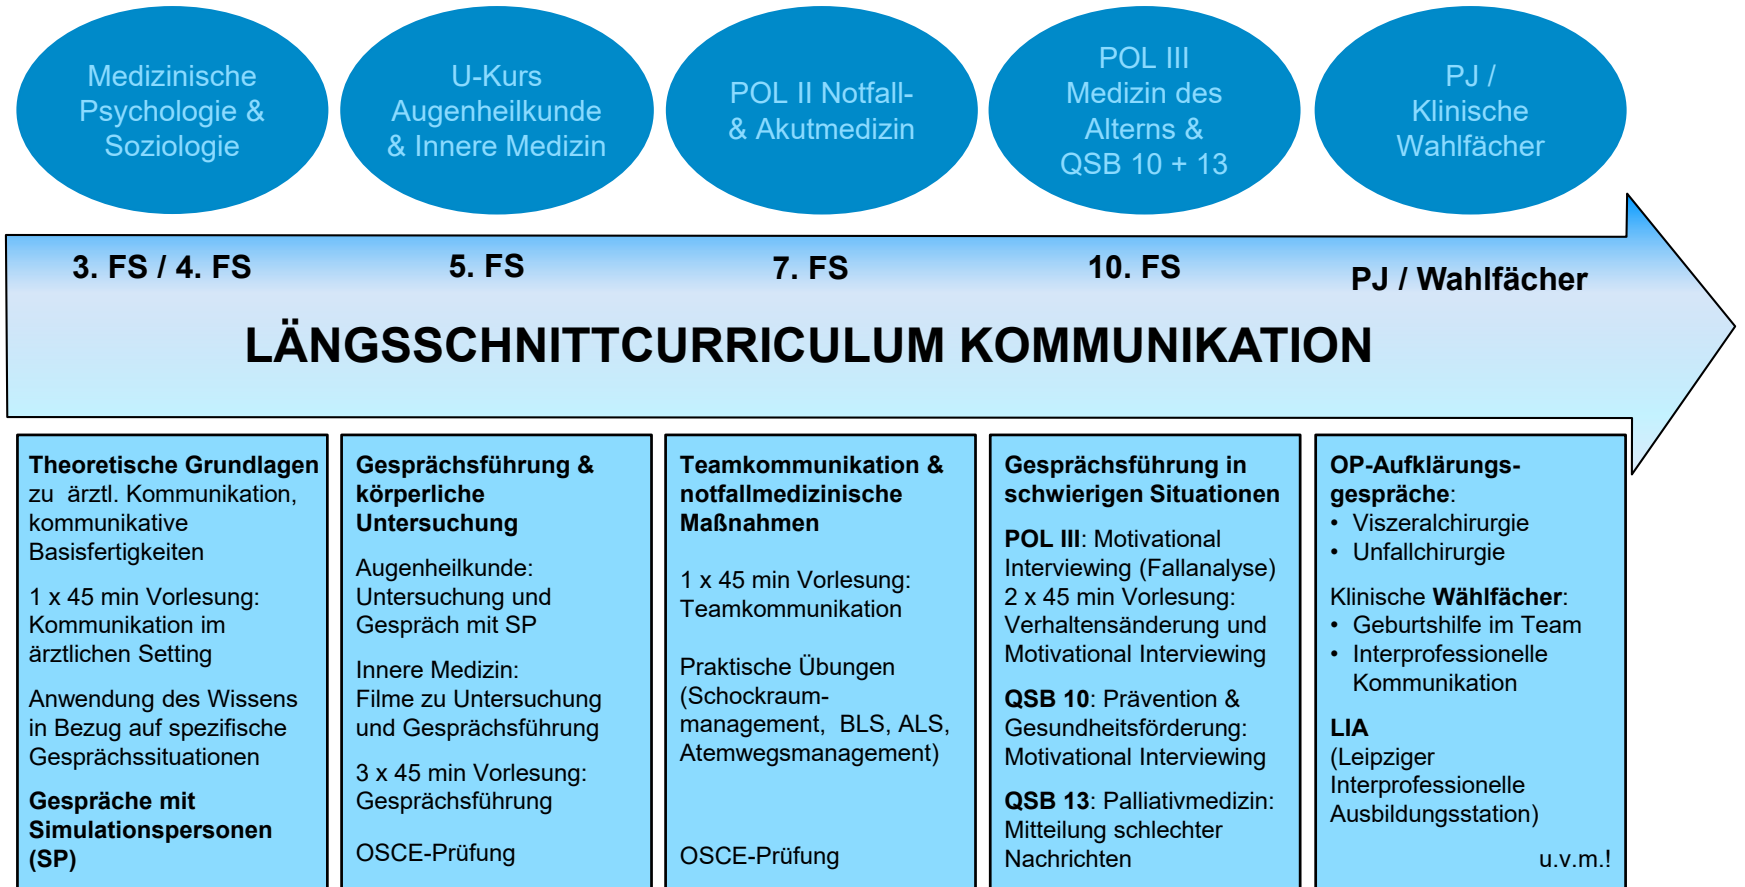 Medizinische
Psychologie &
Soziologie
U-Kurs
Augenheilkunde
& Innere Medizin
POL II Notfall-
& Akutmedizin
POL III
Medizin des
Alterns &
QSB 10 + 13
PJ /
Klinische
Wahlfächer
3. FS / 4. FS
5. FS
7. FS
10. FS
PJ / Wahlfächer
LÄNGSSCHNITTCURRICULUM KOMMUNIKATION
Theoretische Grundlagen
zu ärztl. Kommunikation,
kommunikative
Basisfertigkeiten
1 x 45 min Vorlesung:
Kommunikation im
ärztlichen Setting
Anwendung des Wissens
in Bezug auf spezifische
Gesprächssituationen
Gespräche mit
Simulationspersonen
(SP)
Gesprächsführung &
körperliche
Untersuchung
Augenheilkunde:
Untersuchung und
Gespräch mit SP
Innere Medizin:
Filme zu Untersuchung
und Gesprächsführung
3 x 45 min Vorlesung:
Gesprächsführung
OSCE-Prüfung
Teamkommunikation &
notfallmedizinische
Maßnahmen
1 x 45 min Vorlesung:
Teamkommunikation
Praktische Übungen
(Schockraum-
management, BLS, ALS,
Atemwegsmanagement)
OSCE-Prüfung
Gesprächsführung in
schwierigen Situationen
POL III: Motivational
Interviewing (Fallanalyse)
2 x 45 min Vorlesung:
Verhaltensänderung und
Motivational Interviewing
QSB 10: Prävention &
Gesundheitsförderung:
Motivational Interviewing
QSB 13: Palliativmedizin:
Mitteilung schlechter
Nachrichten
OP-Aufklärungs-
gespräche:
• Viszeralchirurgie
• Unfallchirurgie
Klinische Wählfächer:
• Geburtshilfe im Team
• Interprofessionelle
Kommunikation
LIA
(Leipziger
Interprofessionelle
Ausbildungsstation)
u.v.m.!